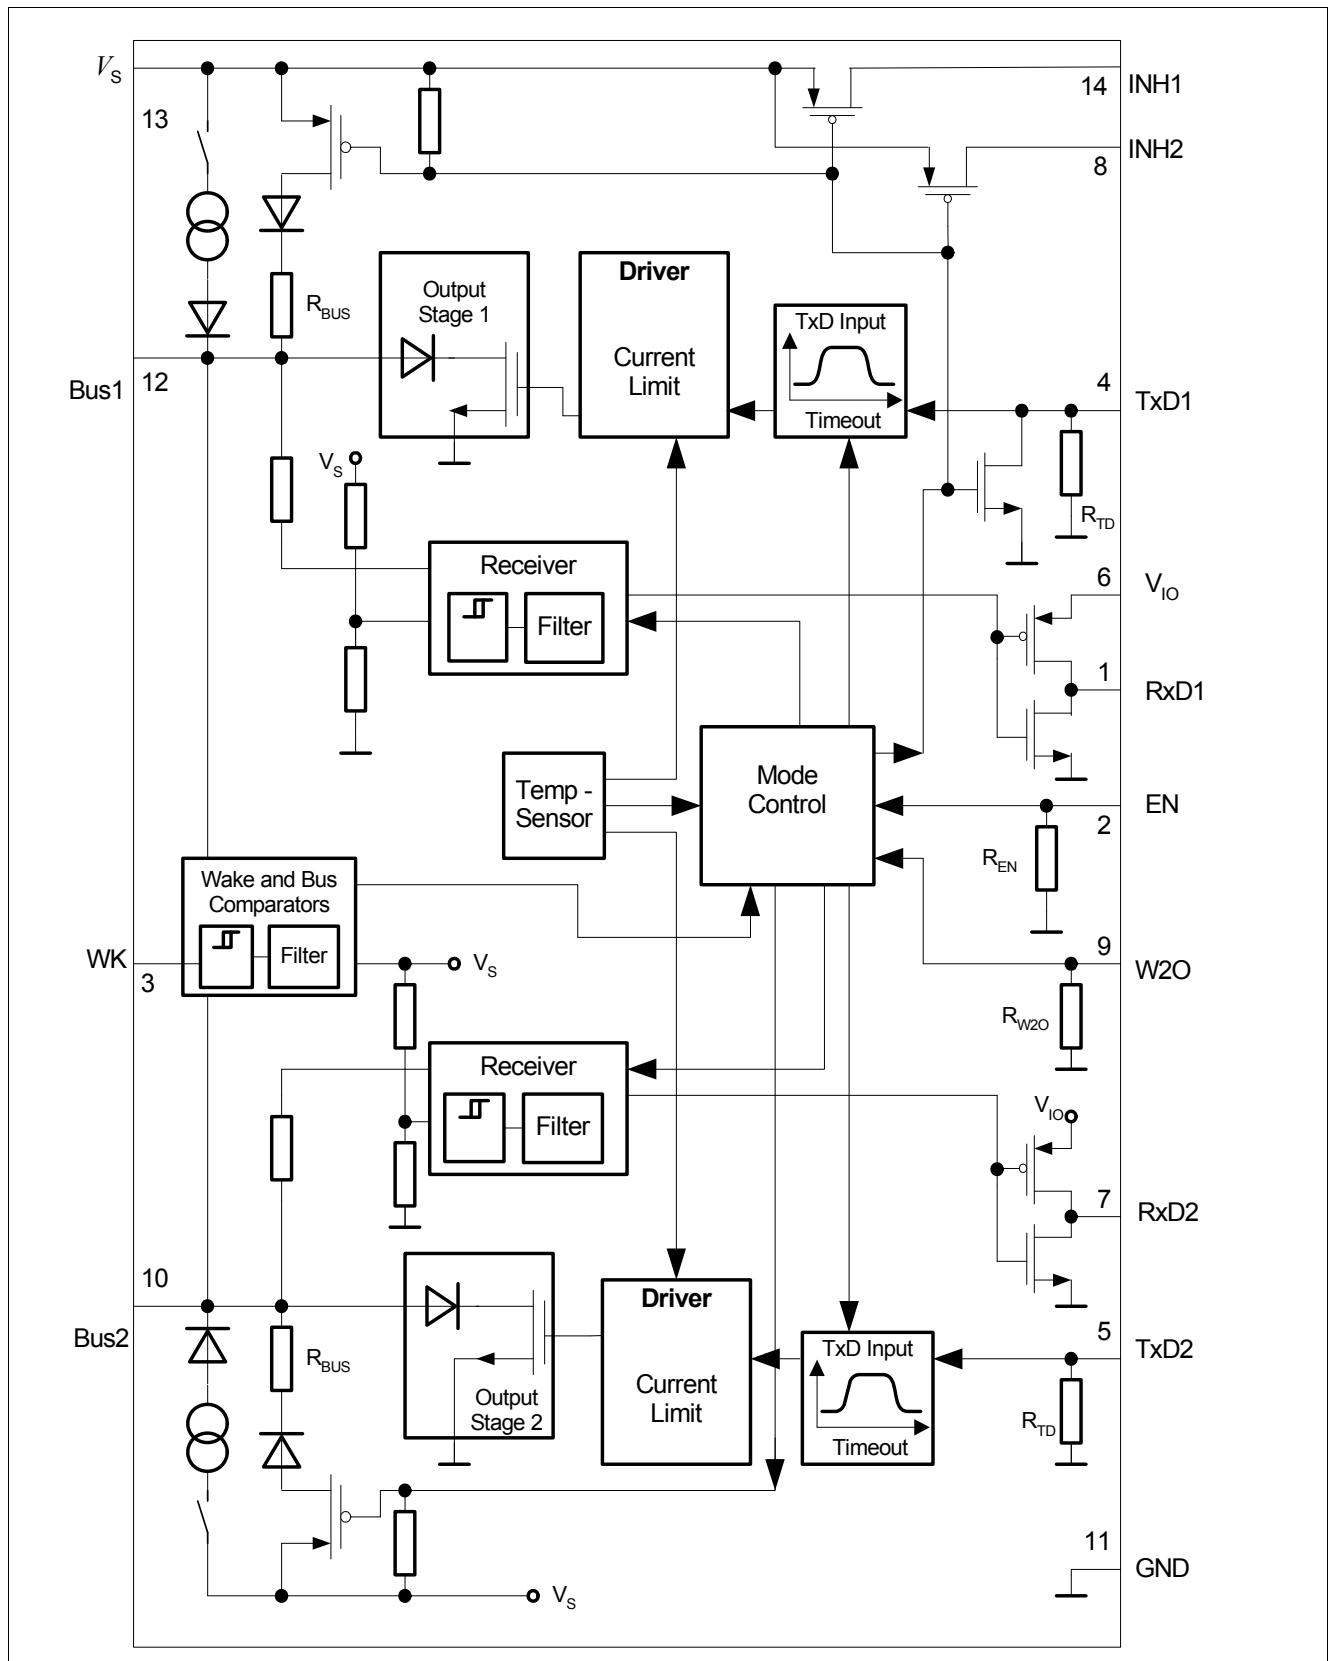 VS
13
14
INH1
INH2
8
RBUS
Output
Stage 1
Driver
Current
Limit
TxD Input
Timeout
4
TxD1
Bus1
12
VS
RTD
Receiver
Filter
6
VIO
1
RxD1
Temp -
Sensor
Mode
Control
EN
2
REN
Wake and Bus
Comparators
Filter
WK
3
VS
9
W2O
RW2O
Receiver
Filter
VIO
7
RxD2
10
Bus2
RBUS
Output
Stage 2
Driver
Current
Limit
TxD Input
Timeout
5
TxD2
RTD
11
GND
VS